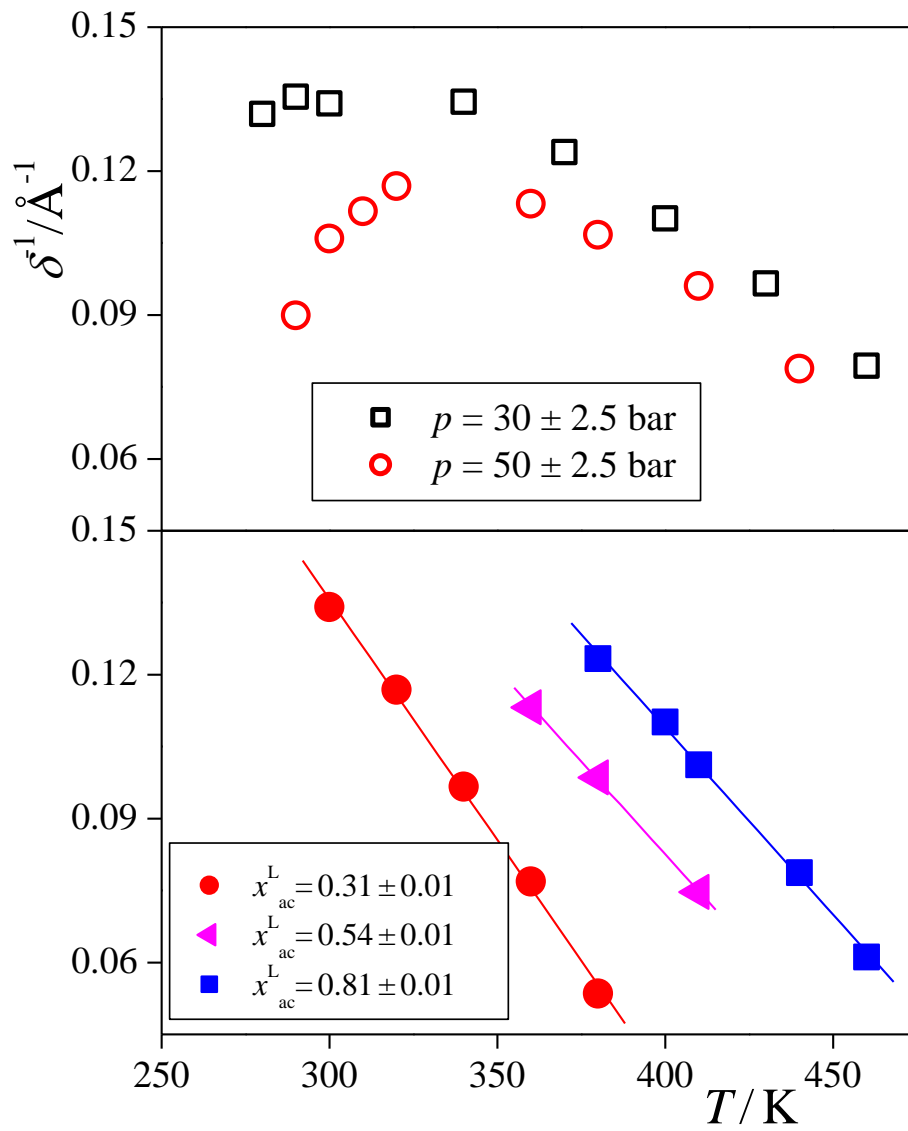 0.15
0.12
0.09
0.06
δ⁻¹/Å⁻¹
p = 30 ± 2.5 bar
p = 50 ± 2.5 bar
0.15
0.12
0.09
0.06
xᴸac=0.31±0.01
xᴸac=0.54±0.01
xᴸac=0.81±0.01
250 300 350 400 450
T / K